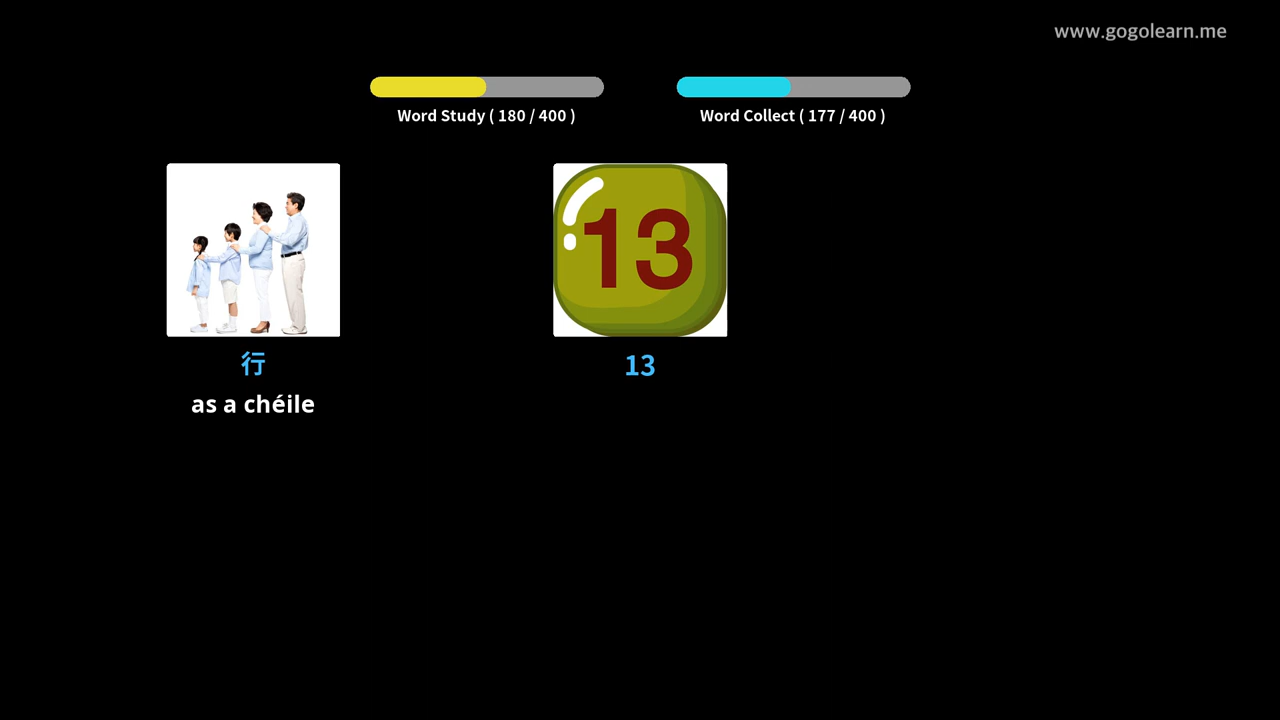 www.gogolearn.me
Word Study ( 180 / 400 )
Word Collect ( 177 / 400 )
13
行
13
as a chéile